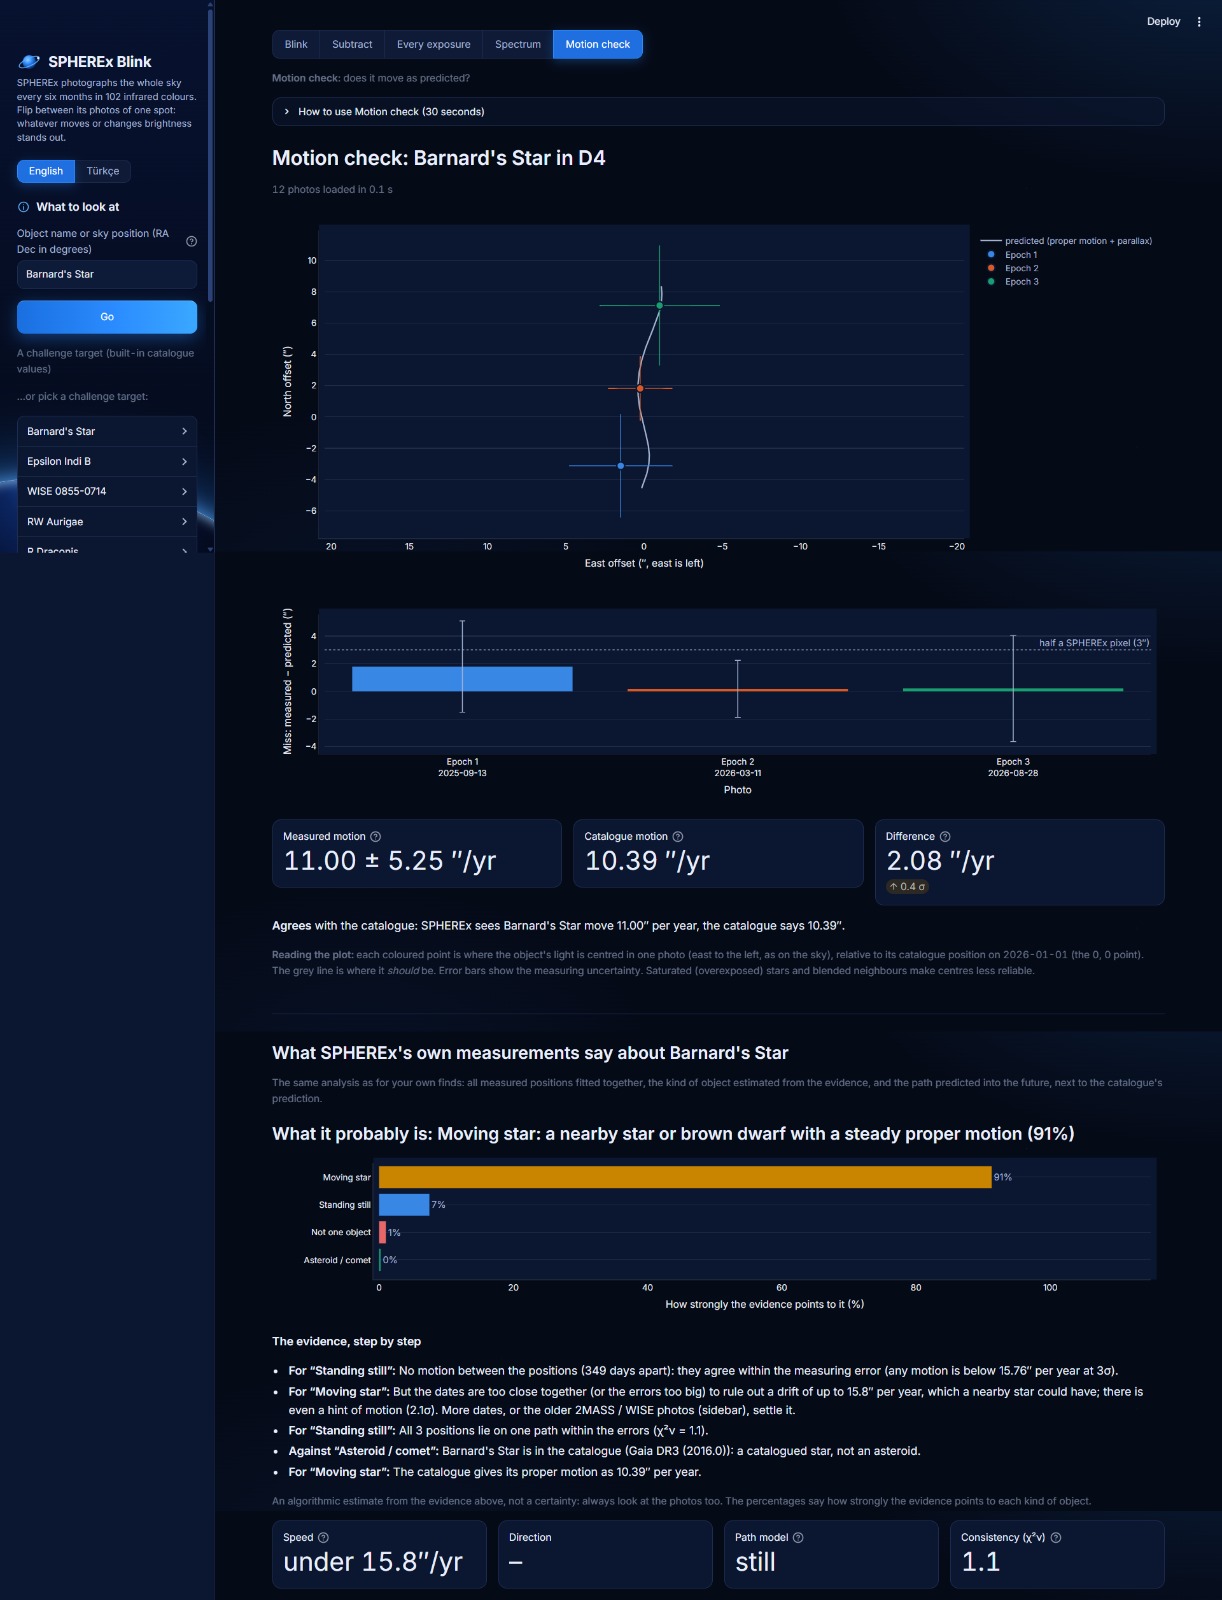 Deploy
SPHEREx Blink
SPHEREx photographs the whole sky
every six months in 102 infrared colours.
Flip between its photos of one spot:
whatever moves or changes brightness
stands out.
English
Türkçe
What to look at
Object name or sky position (RA
Dec in degrees)
Barnard's Star
Go
A challenge target (built-in catalogue
values)
...or pick a challenge target:
Barnard's Star
Epsilon Indi B
WISE 0855-0714
RW Aurigae
R Draconis
Blink
Subtract
Every exposure
Spectrum
Motion check
Motion check: does it move as predicted?
How to use Motion check (30 seconds)
Motion check: Barnard's Star in D4
12 photos loaded in 0.1 s
North offset (″)
10
8
6
4
2
0
−2
−4
−6
20
15
10
5
0
−5
−10
−15
−20
East offset (″, east is left)
predicted (proper motion + parallax)
Epoch 1
Epoch 2
Epoch 3
Miss: measured − predicted (″)
4
2
0
−2
−4
half a SPHEREx pixel (3″)
Epoch 1
2025-09-13
Epoch 2
2026-03-11
Epoch 3
2026-08-28
Photo
Measured motion
11.00 ± 5.25 ″/yr
Catalogue motion
10.39 ″/yr
Difference
2.08 ″/yr
↑ 0.4 σ
Agrees with the catalogue: SPHEREx sees Barnard's Star move 11.00″ per year, the catalogue says 10.39″.
Reading the plot: each coloured point is where the object's light is centred in one photo (east to the left, as on the sky), relative to its catalogue position on 2026-01-01 (the 0, 0 point).
The grey line is where it should be. Error bars show the measuring uncertainty. Saturated (overexposed) stars and blended neighbours make centres less reliable.
What SPHEREx's own measurements say about Barnard's Star
The same analysis as for your own finds: all measured positions fitted together, the kind of object estimated from the evidence, and the path predicted into the future, next to the catalogue's
prediction.
What it probably is: Moving star: a nearby star or brown dwarf with a steady proper motion (91%)
Moving star
91%
Standing still
7%
Not one object
1%
Asteroid / comet
0%
0
20
40
60
80
100
How strongly the evidence points to it (%)
The evidence, step by step
• For “Standing still”: No motion between the positions (349 days apart): they agree within the measuring error (any motion is below 15.76″ per year at 3σ).
• For “Moving star”: But the dates are too close together (or the errors too big) to rule out a drift of up to 15.8″ per year, which a nearby star could have; there is
even a hint of motion (2.1σ). More dates, or the older 2MASS / WISE photos (sidebar), settle it.
• For “Standing still”: All 3 positions lie on one path within the errors (χ²ν = 1.1).
• Against “Asteroid / comet”: Barnard's Star is in the catalogue (Gaia DR3 (2016.0)): a catalogued star, not an asteroid.
• For “Moving star”: The catalogue gives its proper motion as 10.39″ per year.
An algorithmic estimate from the evidence above, not a certainty: always look at the photos too. The percentages say how strongly the evidence points to each kind of object.
Speed
under 15.8″/yr
Direction
–
Path model
still
Consistency (χ²ν)
1.1